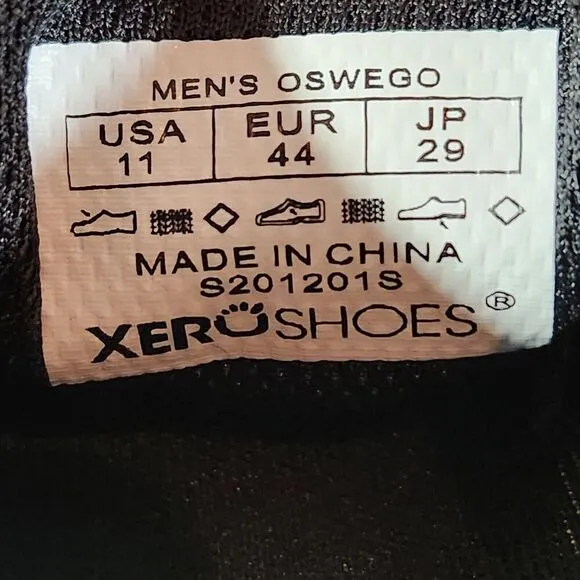 MEN'S OSWEGO
USA EUR JP
11 44 29
MADE IN CHINA
S201201S
XEROSHOES®